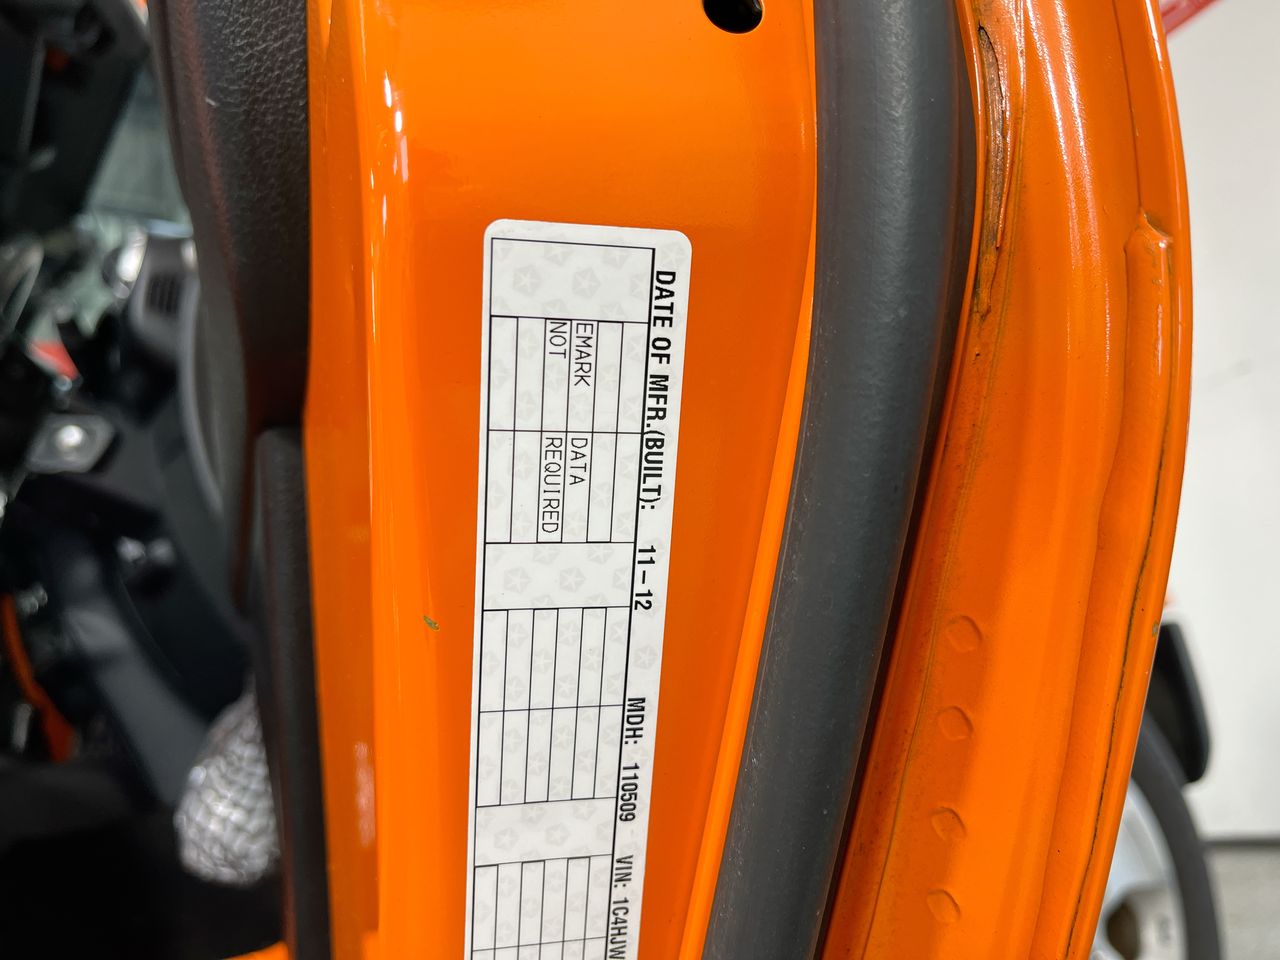 DATE OF MFR.(BUILT): 11-12 MDH: 110509 VIN: 1C4HJW
EMARK DATA
NOT REQUIRED